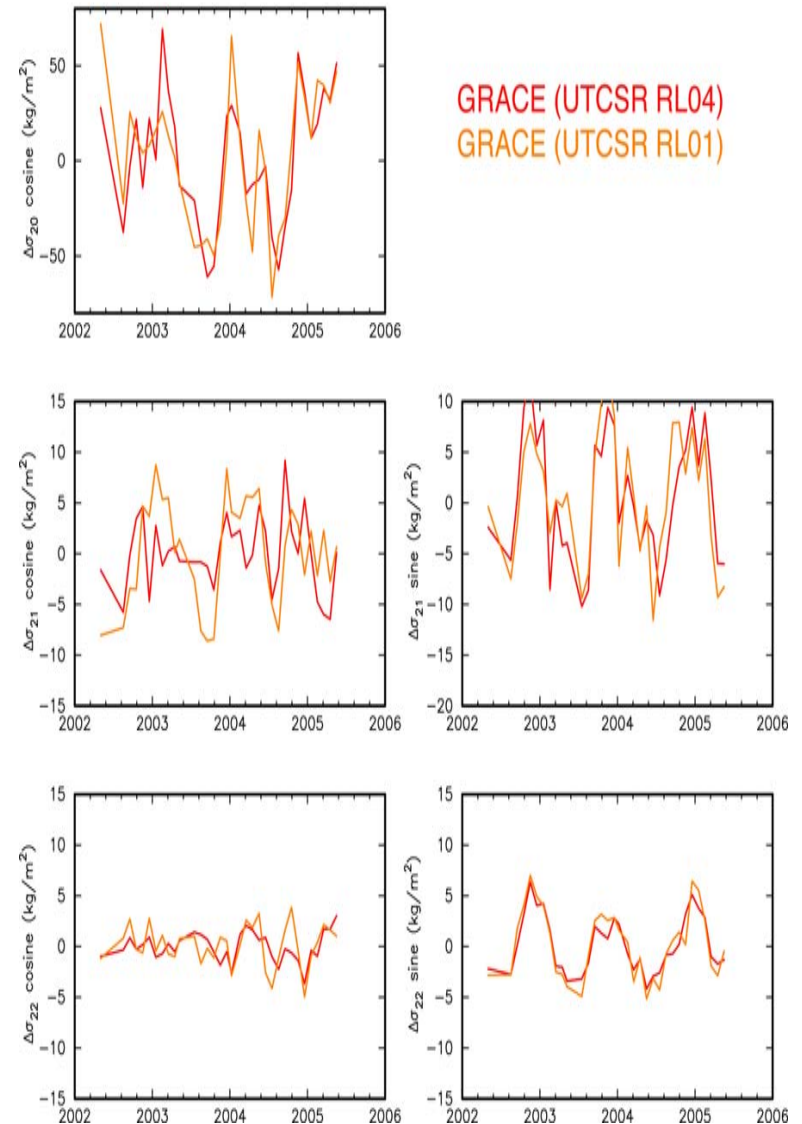 GRACE (UTCSR RL04)
GRACE (UTCSR RL01)
Δσ20 cosine (kg/m²)
50
0
−50
2002 2003 2004 2005 2006
Δσ21 cosine (kg/m²)
15
10
5
0
−5
−10
−15
2002 2003 2004 2005 2006
Δσ21 sine (kg/m²)
10
5
0
−5
−10
−15
−20
2002 2003 2004 2005 2006
Δσ22 cosine (kg/m²)
15
10
5
0
−5
−10
−15
2002 2003 2004 2005 2006
Δσ22 sine (kg/m²)
15
10
5
0
−5
−10
−15
2002 2003 2004 2005 2006